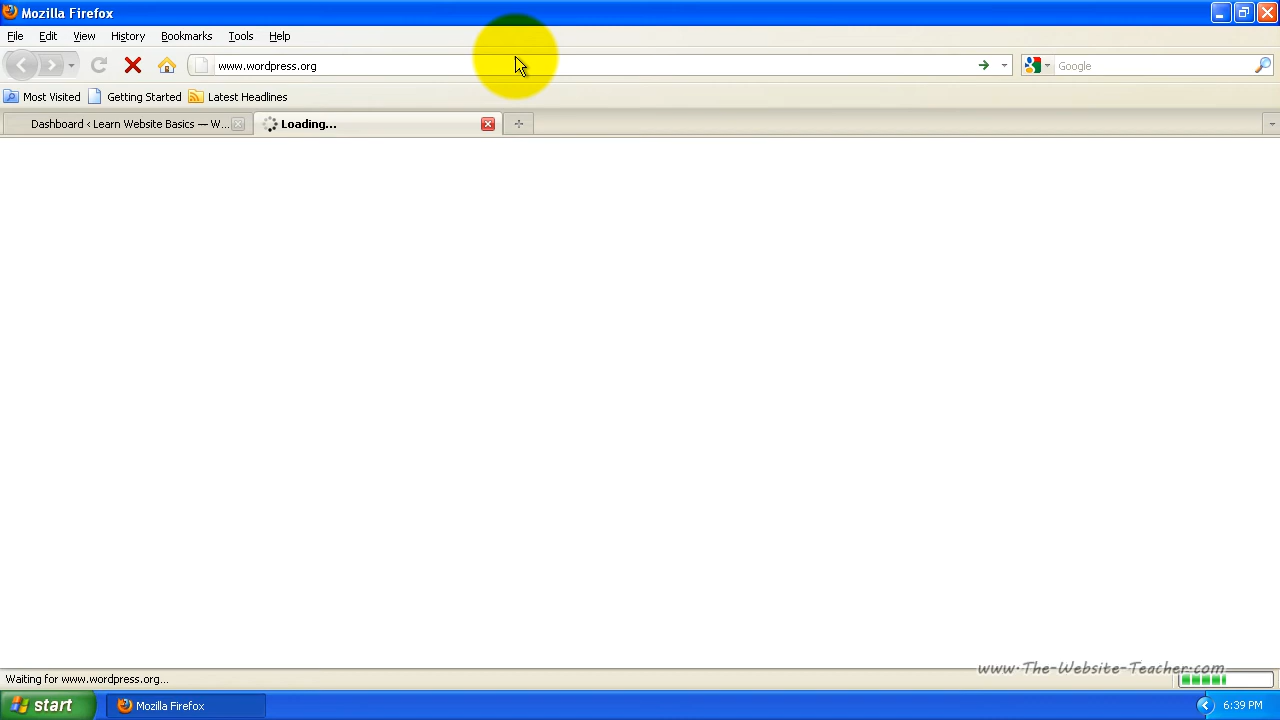 Mozilla Firefox
File Edit View History Bookmarks Tools Help
www.wordpress.org
Google
Most Visited Getting Started Latest Headlines
Dashboard ‹ Learn Website Basics — W... Loading...
www.The-Website-Teacher.com
Waiting for www.wordpress.org...
start Mozilla Firefox 6:39 PM